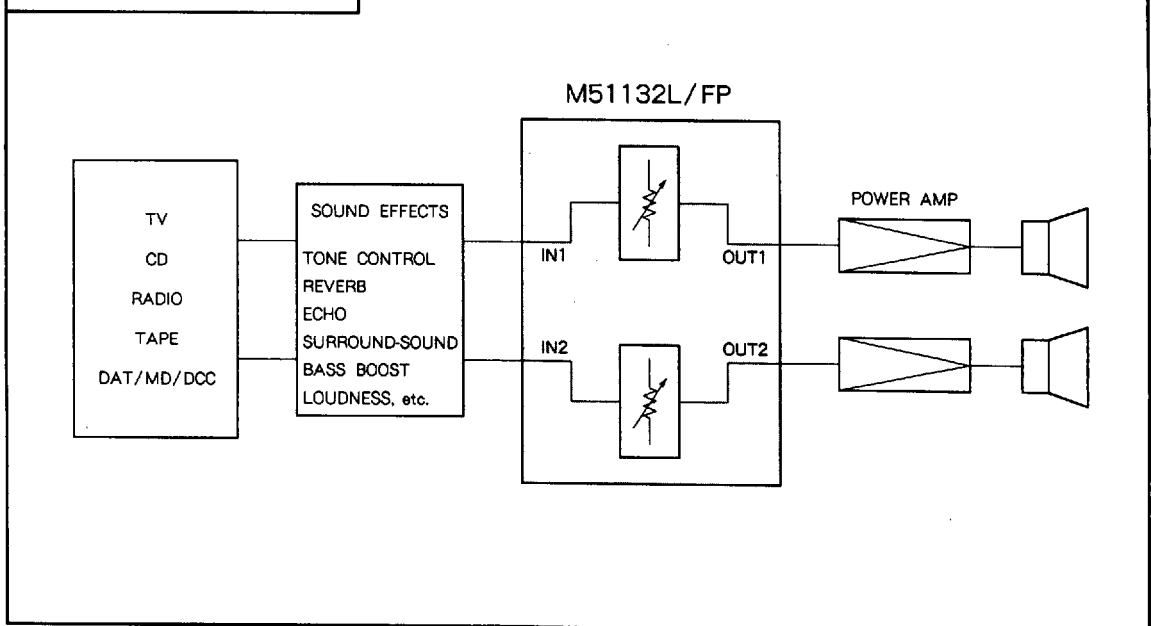 M51132L/FP
TV
CD
RADIO
TAPE
DAT/MD/DCC
SOUND EFFECTS
TONE CONTROL
REVERB
ECHO
SURROUND-SOUND
BASS BOOST
LOUDNESS, etc.
IN1
OUT1
IN2
OUT2
POWER AMP